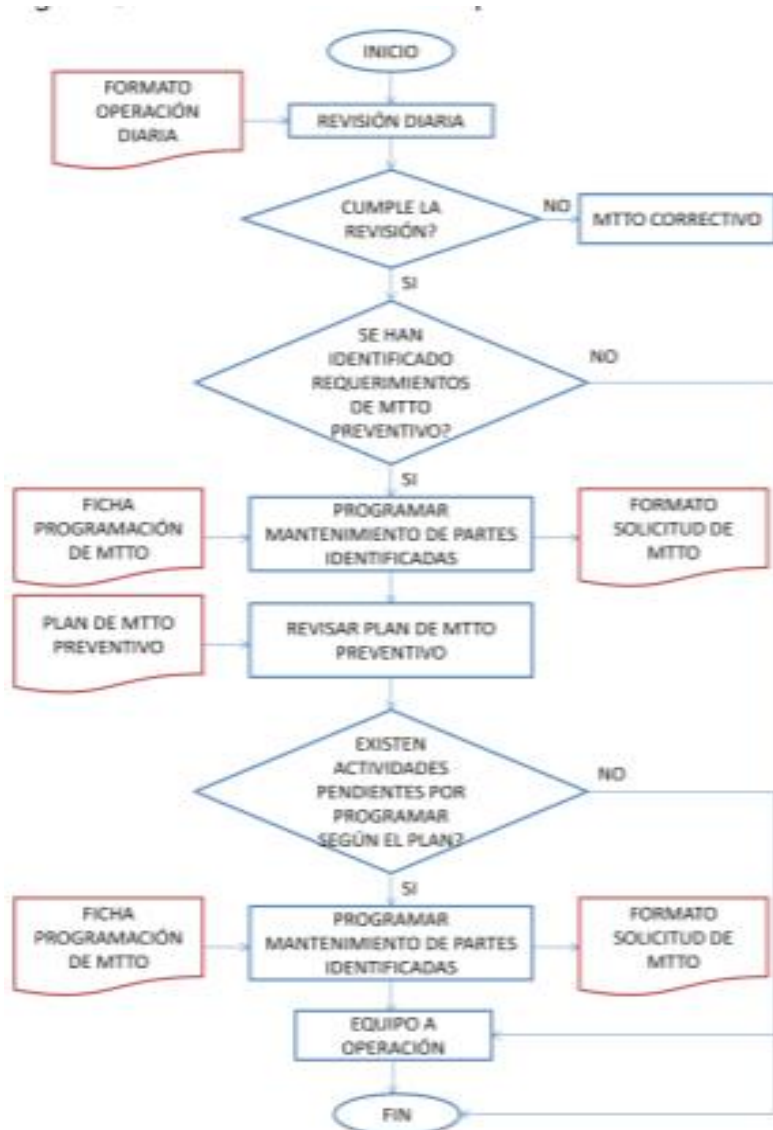 INICIO
FORMATO
OPERACIÓN
DIARIA
REVISIÓN DIARIA
CUMPLE LA
REVISIÓN?
NO
MTTO CORRECTIVO
SI
SE HAN
IDENTIFICADO
REQUERIMIENTOS
DE MTTO
PREVENTIVO?
NO
SI
FICHA
PROGRAMACIÓN
DE MTTO
PROGRAMAR
MANTENIMIENTO DE PARTES
IDENTIFICADAS
FORMATO
SOLICITUD DE
MTTO
PLAN DE MTTO
PREVENTIVO
REVISAR PLAN DE MTTO
PREVENTIVO
EXISTEN
ACTIVIDADES
PENDIENTES POR
PROGRAMAR
SEGÚN EL PLAN?
NO
SI
FICHA
PROGRAMACIÓN
DE MTTO
PROGRAMAR
MANTENIMIENTO DE PARTES
IDENTIFICADAS
FORMATO
SOLICITUD DE
MTTO
EQUIPO A
OPERACIÓN
FIN